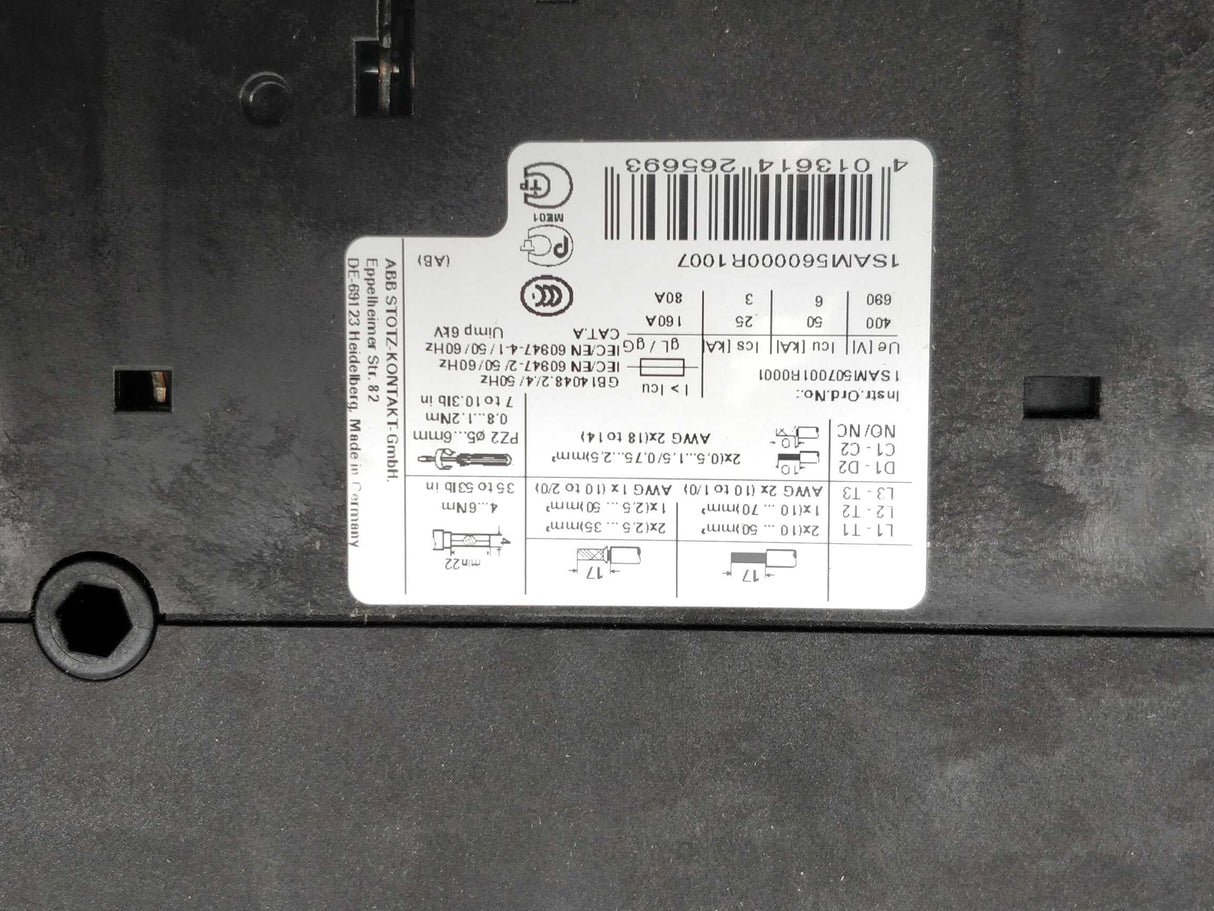 17
17
min22
4
L1 - T1
L2 - T2
L3 - T3
2x(10 ... 50)mm²
1x(10 ... 70)mm²
AWG 2x (10 to 1/0)
2x(2.5 ... 35)mm²
1x(2.5 ... 50)mm²
AWG 1x (10 to 2/0)
4...6Nm
35 to 53lb in
D1 - D2
C1 - C2
NO/NC
10
10
2x(0.5...1.5/0.75...2.5)mm²
AWG 2x(18 to 14)
PZ2 ø5...6mm
0.8...1.2Nm
7 to 10.3lb in
Instr.Ord.No.:
1SAM507001R0001
I > Icu
gL / gG
Ue [V] Icu [kA] Ics [kA]
400 50 25 160A
690 6 3 80A
GB14048.2/4/ 50Hz
IEC/EN 60947-2/ 50/60Hz
IEC/EN 60947-4-1/ 50/60Hz
CAT.A Uimp 6kV
1SAM560000R1007
4 013614 265693
CCC
P
ME01
Tp
(AB)
ABB STOTZ-KONTAKT-GmbH.
Eppelheimer Str. 82
DE-69123 Heidelberg, Made in Germany